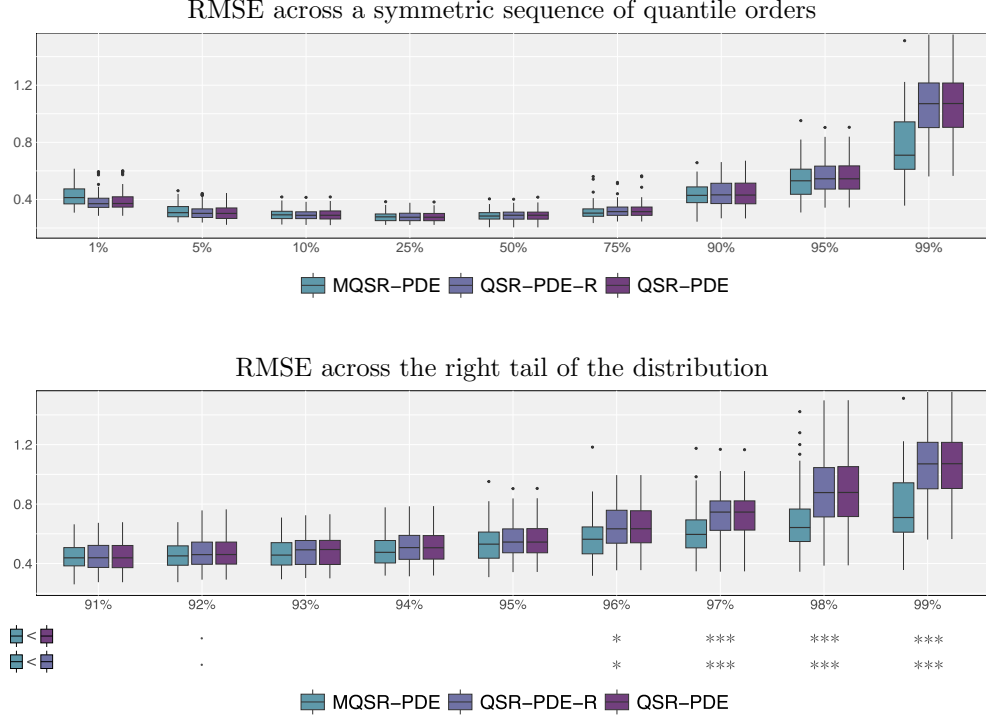 RMSE across a symmetric sequence of quantile orders
1.2
0.8
0.4
1% 5% 10% 25% 50% 75% 90% 95% 99%
MQSR−PDE QSR−PDE−R QSR−PDE
RMSE across the right tail of the distribution
1.2
0.8
0.4
91% 92% 93% 94% 95% 96% 97% 98% 99%
< . * *** *** ***
< . * *** *** ***
MQSR−PDE QSR−PDE−R QSR−PDE